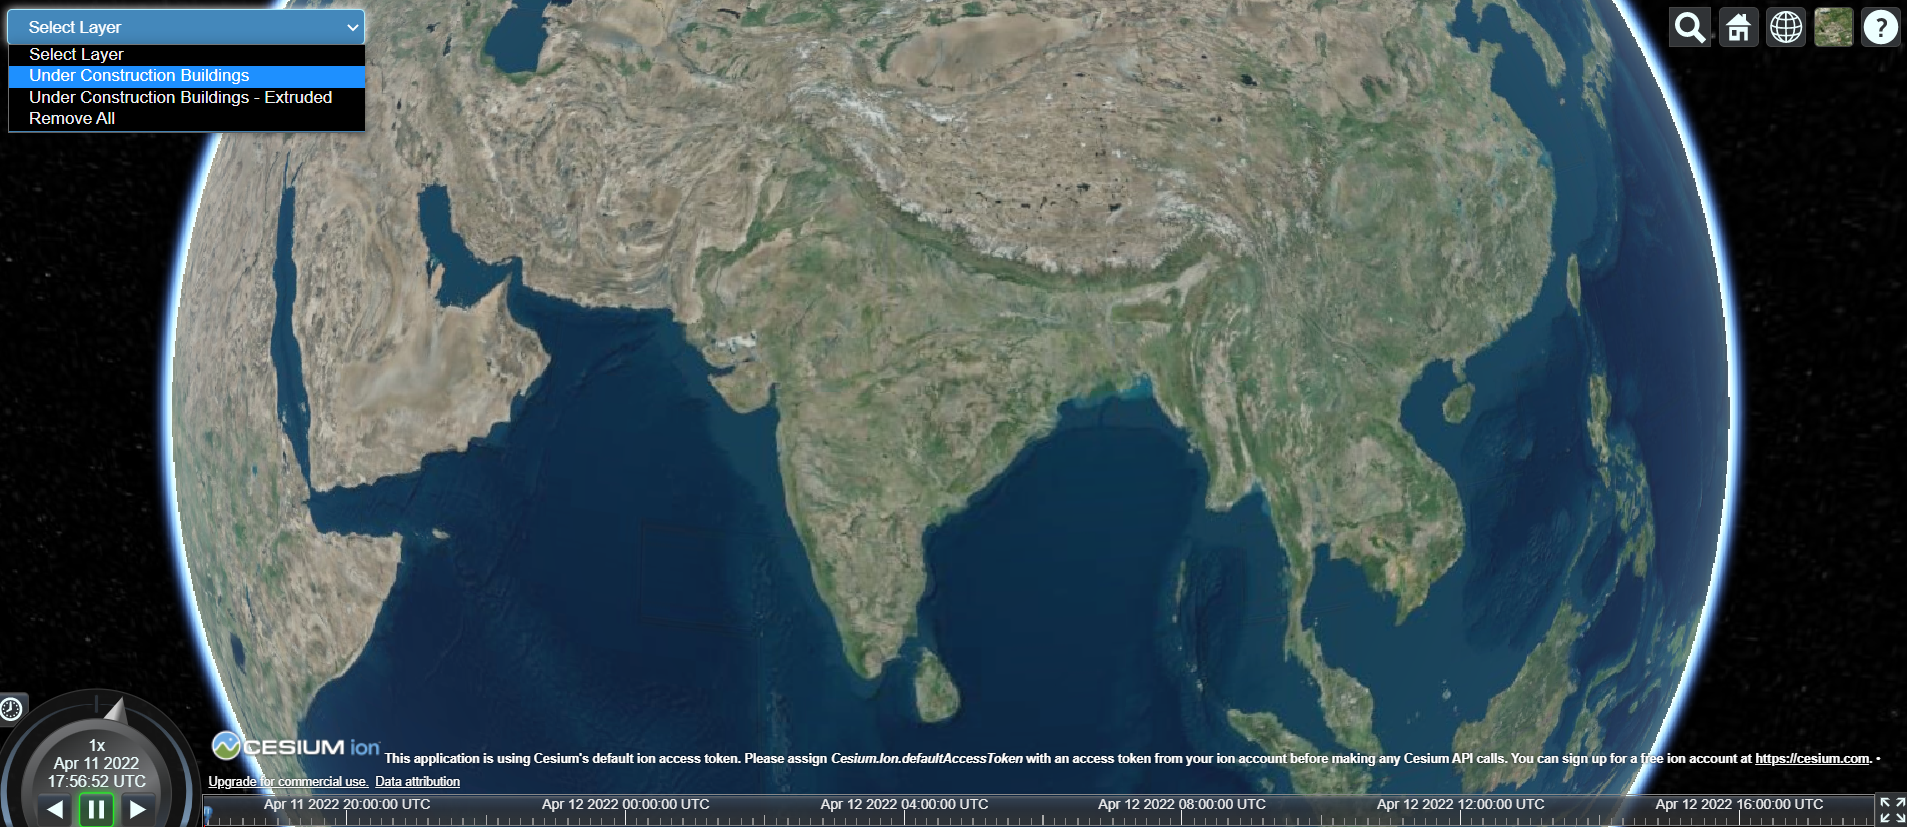 Select Layer
Select Layer
Under Construction Buildings
Under Construction Buildings - Extruded
Remove All
?
1x
Apr 11 2022
17:56:52 UTC
CESIUM ion
This application is using Cesium's default ion access token. Please assign Cesium.Ion.defaultAccessToken with an access token from your ion account before making any Cesium API calls. You can sign up for a free ion account at https://cesium.com. •
Upgrade for commercial use. Data attribution
Apr 11 2022 20:00:00 UTC Apr 12 2022 00:00:00 UTC Apr 12 2022 04:00:00 UTC Apr 12 2022 08:00:00 UTC Apr 12 2022 12:00:00 UTC Apr 12 2022 16:00:00 UTC